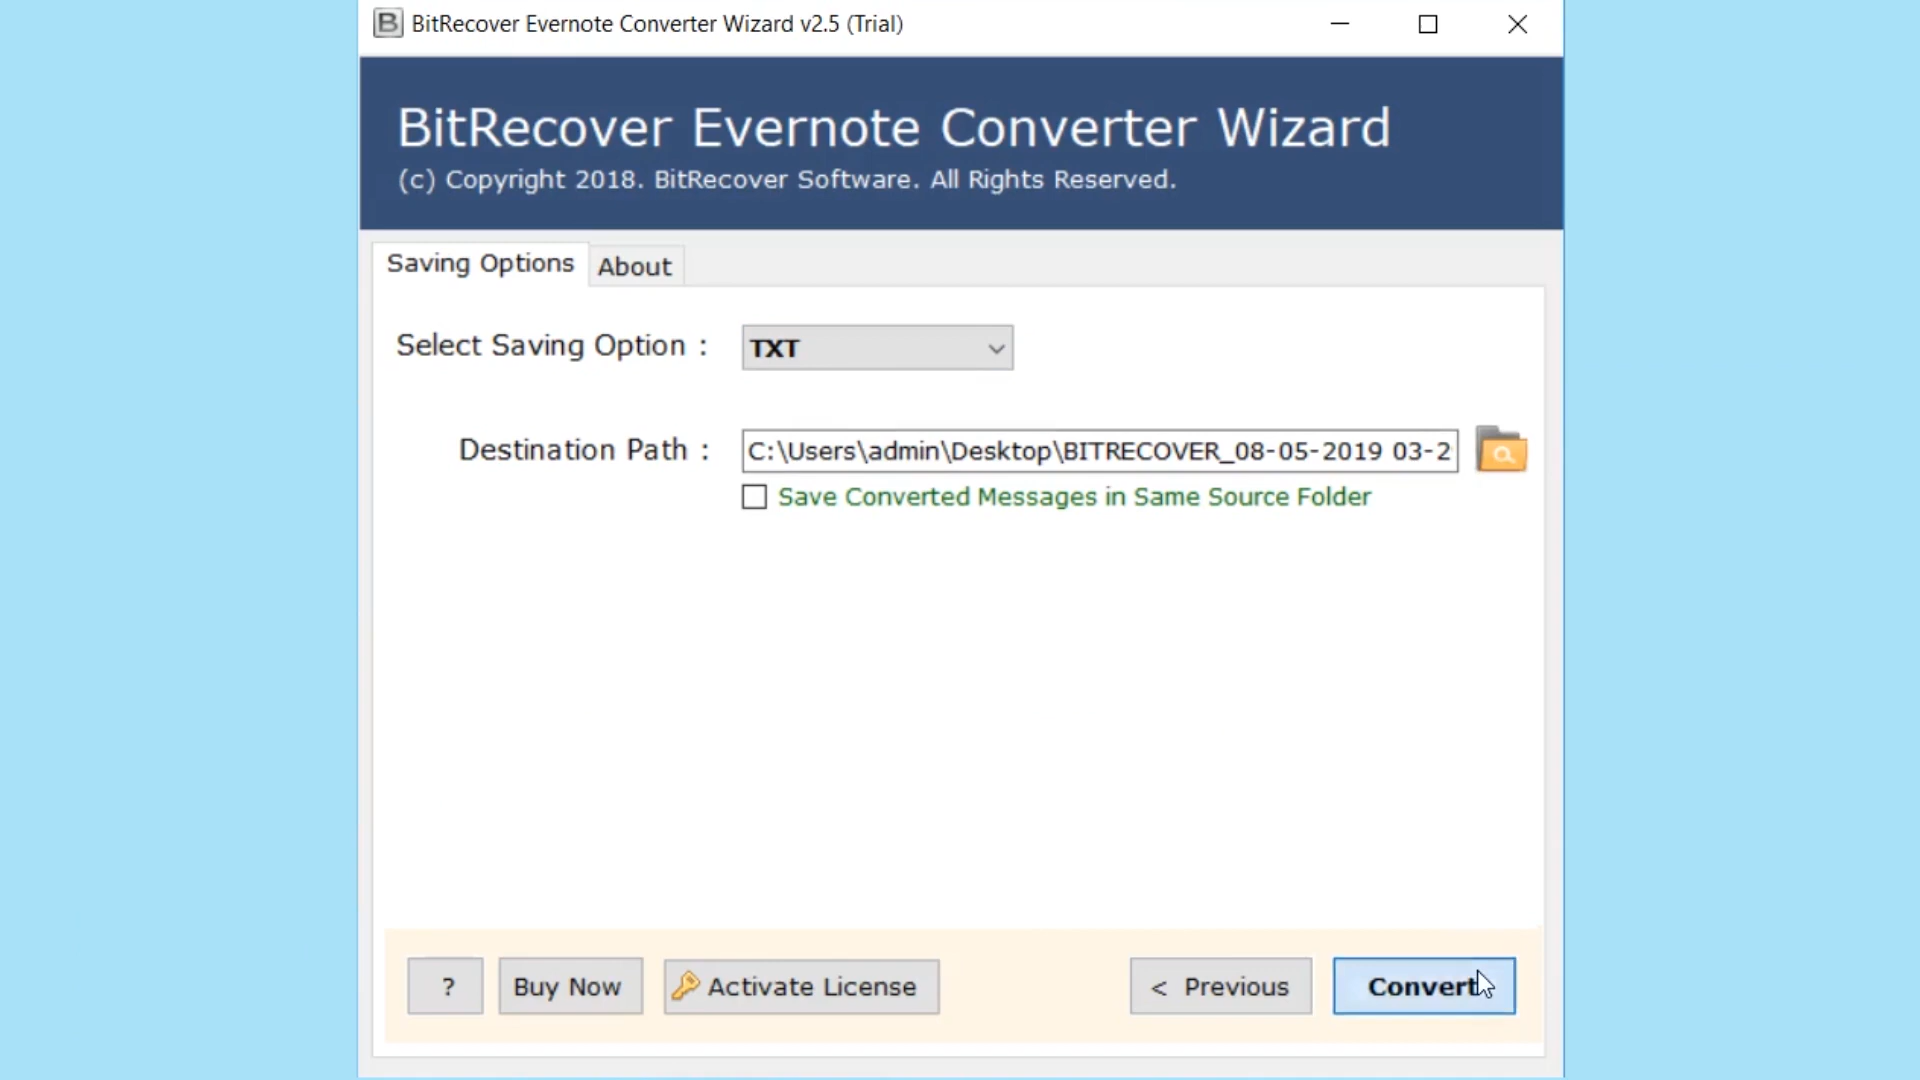 BitRecover Evernote Converter Wizard v2.5 (Trial)
BitRecover Evernote Converter Wizard
(c) Copyright 2018. BitRecover Software. All Rights Reserved.
Saving Options
About
Select Saving Option :
TXT
Destination Path :
C:\Users\admin\Desktop\BITRECOVER_08-05-2019 03-2
Save Converted Messages in Same Source Folder
?
Buy Now
Activate License
< Previous
Convert